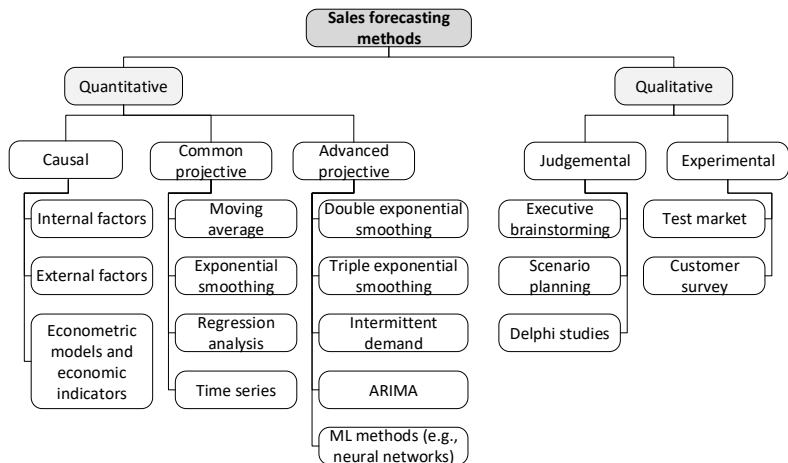 Sales forecasting
methods
Quantitative
Qualitative
Causal
Common
projective
Advanced
projective
Judgemental
Experimental
Internal factors
Moving
average
Double exponential
smoothing
Executive
brainstorming
Test market
External factors
Exponential
smoothing
Triple exponential
smoothing
Scenario
planning
Customer
survey
Econometric
models and
economic
indicators
Regression
analysis
Intermittent
demand
Delphi studies
Time series
ARIMA
ML methods (e.g.,
neural networks)